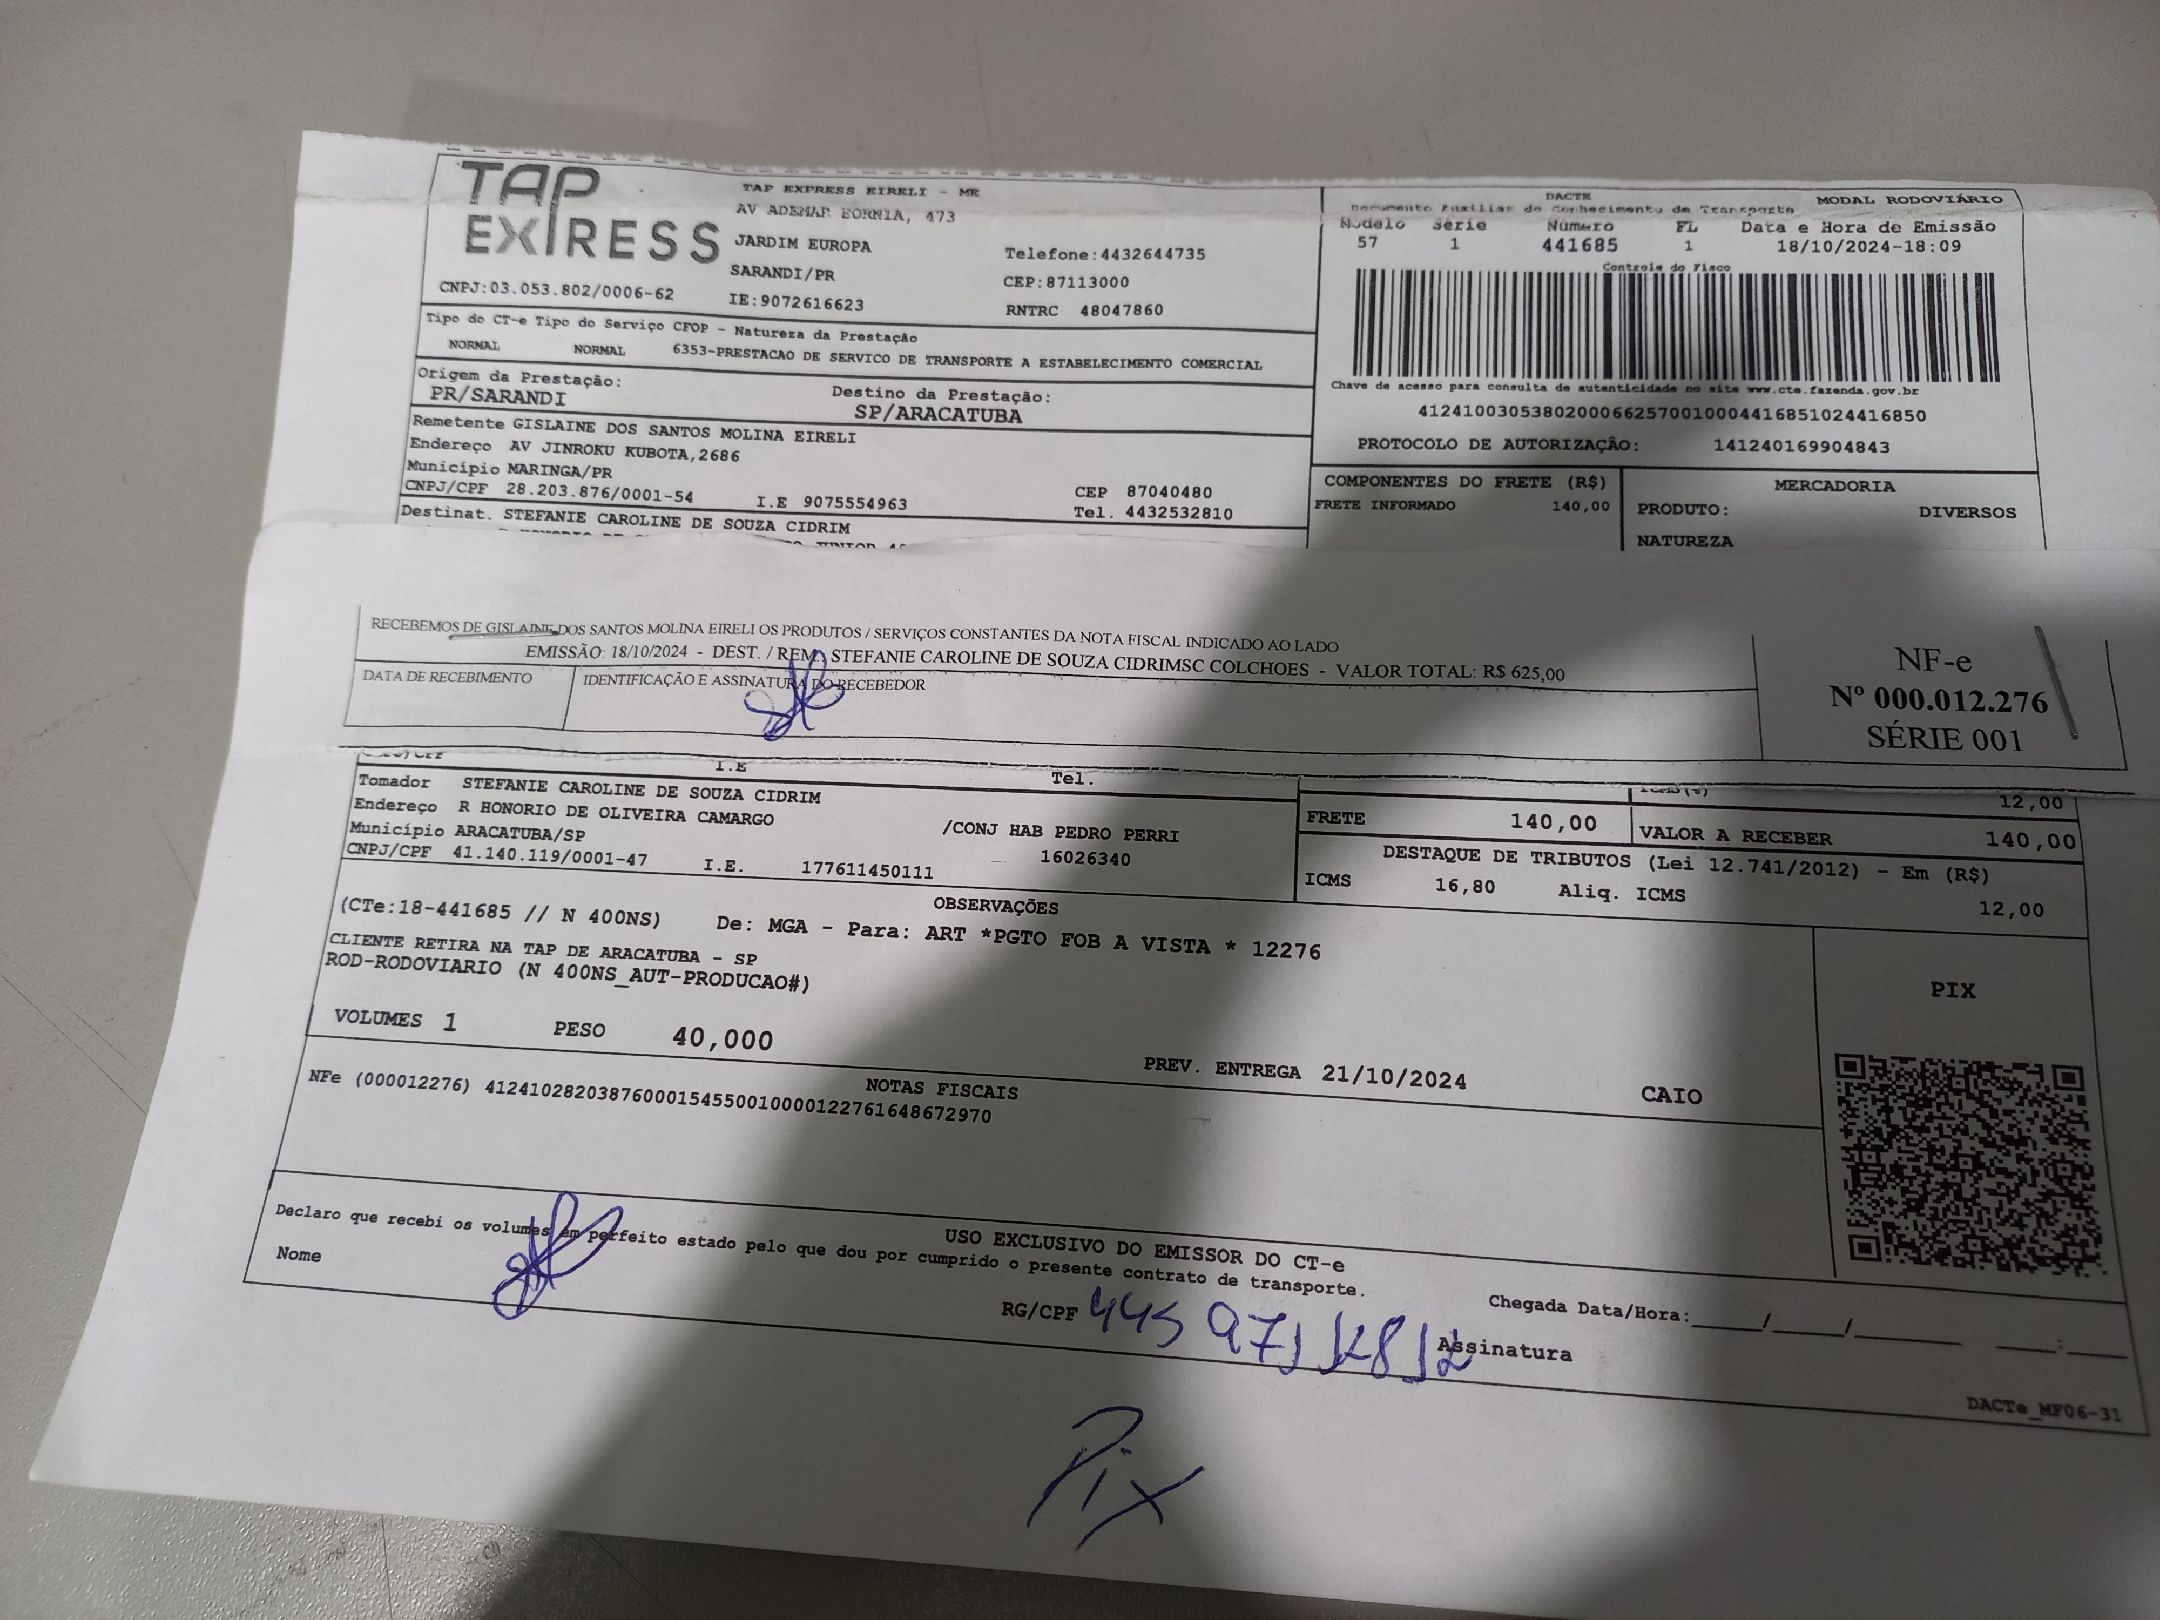 TAP
EXPRESS
TAP EXPRESS EIRELI - ME
AV ADEMAR BORNIA, 473
JARDIM EUROPA
SARANDI/PR
IE:9072616623
CNPJ:03.053.802/0006-62
Telefone:4432644735
CEP:87113000
RNTRC 48047860
DACTE
MODAL RODOVIÁRIO
Documento Auxiliar do Conhecimento de Transporte
Modelo Série Número FL Data e Hora de Emissão
57 1 441685 1 18/10/2024-18:09
Controle do Fisco
Chave de acesso para consulta de autenticidade no site www.cte.fazenda.gov.br
41241003053802000662570010004416851024416850
PROTOCOLO DE AUTORIZAÇÃO: 141240169904843
Tipo do CT-e Tipo do Serviço CFOP - Natureza da Prestação
NORMAL NORMAL 6353-PRESTACAO DE SERVICO DE TRANSPORTE A ESTABELECIMENTO COMERCIAL
Origem da Prestação: Destino da Prestação:
PR/SARANDI SP/ARACATUBA
Remetente GISLAINE DOS SANTOS MOLINA EIRELI
Endereço AV JINROKU KUBOTA,2686
Município MARINGA/PR CEP 87040480
CNPJ/CPF 28.203.876/0001-54 I.E 9075554963 Tel. 4432532810
Destinat. STEFANIE CAROLINE DE SOUZA CIDRIM
COMPONENTES DO FRETE (R$)
FRETE INFORMADO 140,00
MERCADORIA
PRODUTO: DIVERSOS
NATUREZA
RECEBEMOS DE GISLAINE DOS SANTOS MOLINA EIRELI OS PRODUTOS / SERVIÇOS CONSTANTES DA NOTA FISCAL INDICADO AO LADO
EMISSÃO: 18/10/2024 - DEST. / REM.: STEFANIE CAROLINE DE SOUZA CIDRIMSC COLCHOES - VALOR TOTAL: R$ 625,00
DATA DE RECEBIMENTO
IDENTIFICAÇÃO E ASSINATURA DO RECEBEDOR
NF-e
Nº 000.012.276
SÉRIE 001
I.E Tel.
Tomador STEFANIE CAROLINE DE SOUZA CIDRIM
Endereço R HONORIO DE OLIVEIRA CAMARGO /CONJ HAB PEDRO PERRI
Município ARACATUBA/SP 16026340
CNPJ/CPF 41.140.119/0001-47 I.E. 177611450111
12,00
FRETE 140,00 VALOR A RECEBER 140,00
DESTAQUE DE TRIBUTOS (Lei 12.741/2012) - Em (R$)
ICMS 16,80 Aliq. ICMS 12,00
OBSERVAÇÕES
(CTe:18-441685 // N 400NS) De: MGA - Para: ART *PGTO FOB A VISTA * 12276
CLIENTE RETIRA NA TAP DE ARACATUBA - SP
ROD-RODOVIARIO (N 400NS_AUT-PRODUCAO#)
PIX
VOLUMES 1 PESO 40,000
PREV. ENTREGA 21/10/2024 CAIO
NOTAS FISCAIS
NFe (000012276) 41241028203876000154550010000122761648672970
USO EXCLUSIVO DO EMISSOR DO CT-e
Declaro que recebi os volumes em perfeito estado pelo que dou por cumprido o presente contrato de transporte.
Nome
RG/CPF 445
Chegada Data/Hora:____/____/______ ____:____
Assinatura
DACTe_MF06-31
Pix